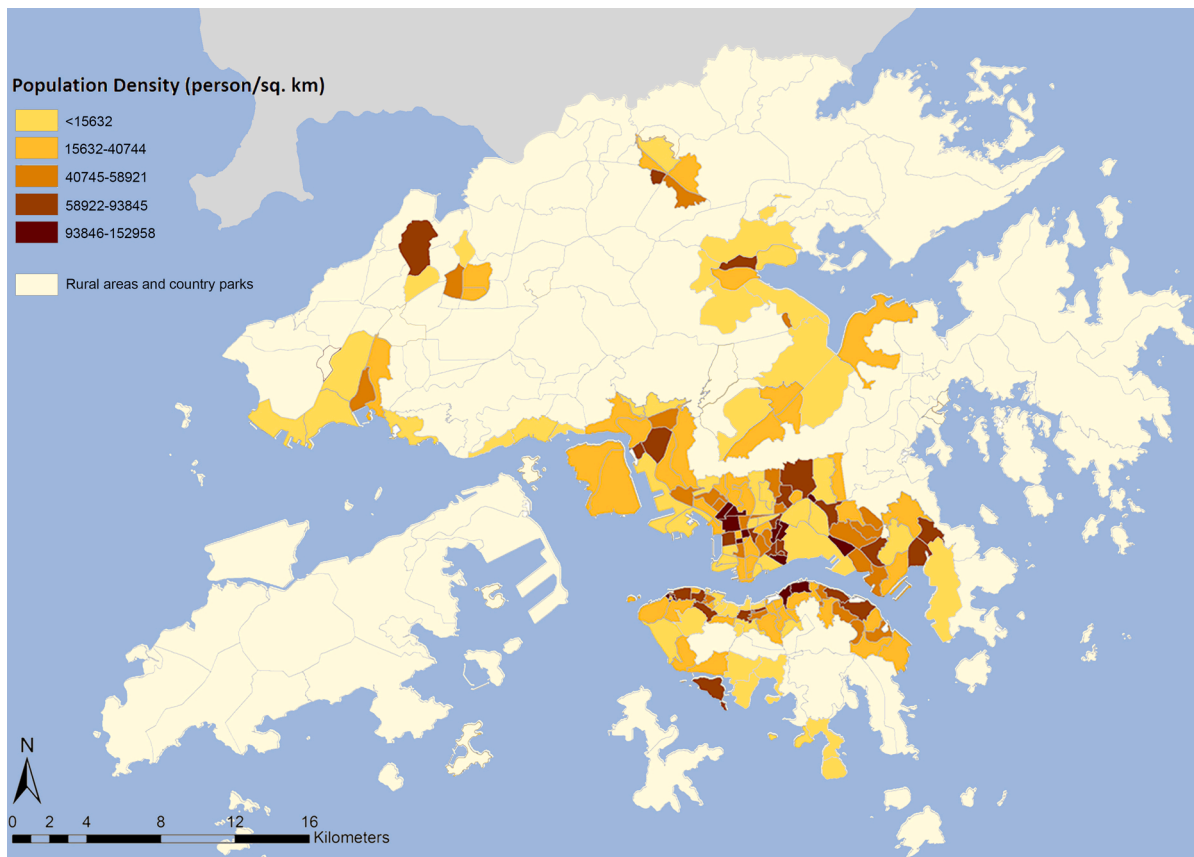 Population Density (person/sq. km)
<15632
15632-40744
40745-58921
58922-93845
93846-152958
Rural areas and country parks
N
0 2 4 8 12 16
Kilometers